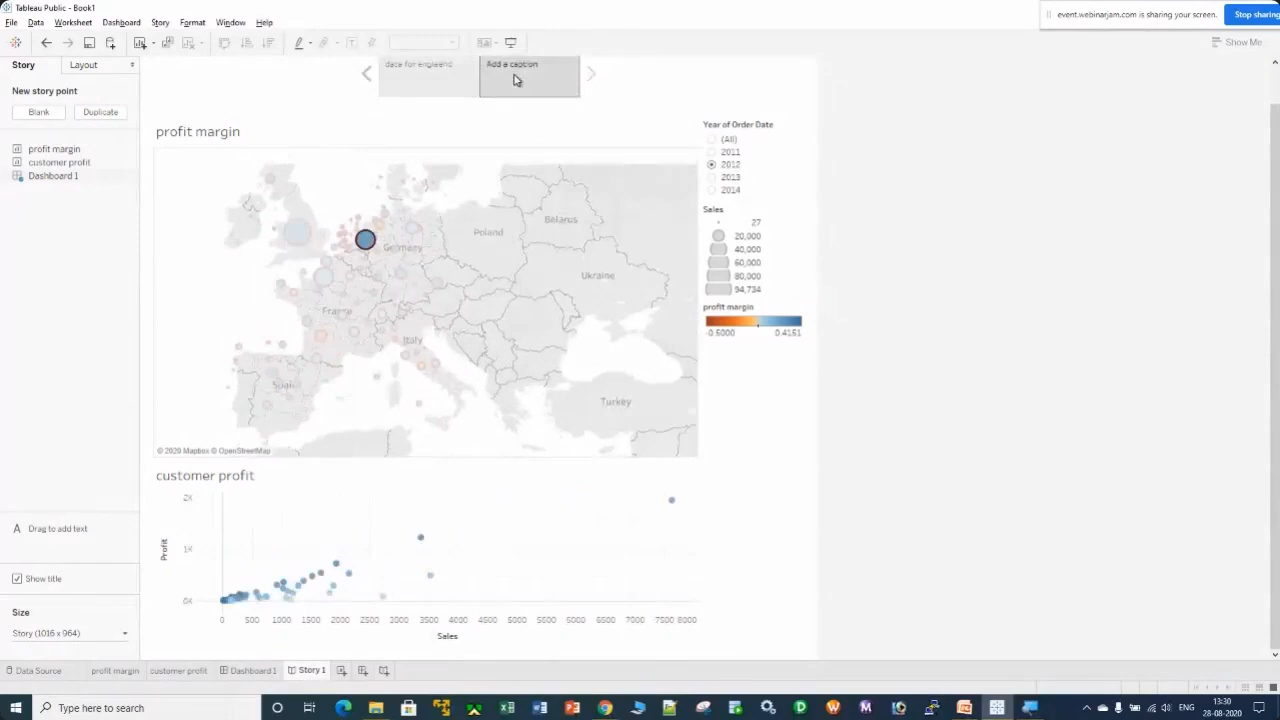 Tableau Public - Book1
event.webinarjam.com is sharing your screen.
Stop sharing
File Data Worksheet Dashboard Story Format Window Help
Show Me
Story Layout
New story point
Blank Duplicate
profit margin
customer profit
Dashboard 1
Drag to add text
Show title
Size
Story (1016 x 964)
data for engleend
Add a caption
profit margin
Belarus
Poland
Germany
Ukraine
France
Italy
Spain
Turkey
© 2020 Mapbox © OpenStreetMap
Year of Order Date
(All)
2011
2012
2013
2014
Sales
27
20,000
40,000
60,000
80,000
94,734
profit margin
-0.5000 0.4151
customer profit
2K
1K
0K
Profit
0 500 1000 1500 2000 2500 3000 3500 4000 4500 5000 5500 6000 6500 7000 7500 8000
Sales
Data Source profit margin customer profit Dashboard 1 Story 1
Type here to search
ENG
13:30
28-08-2020